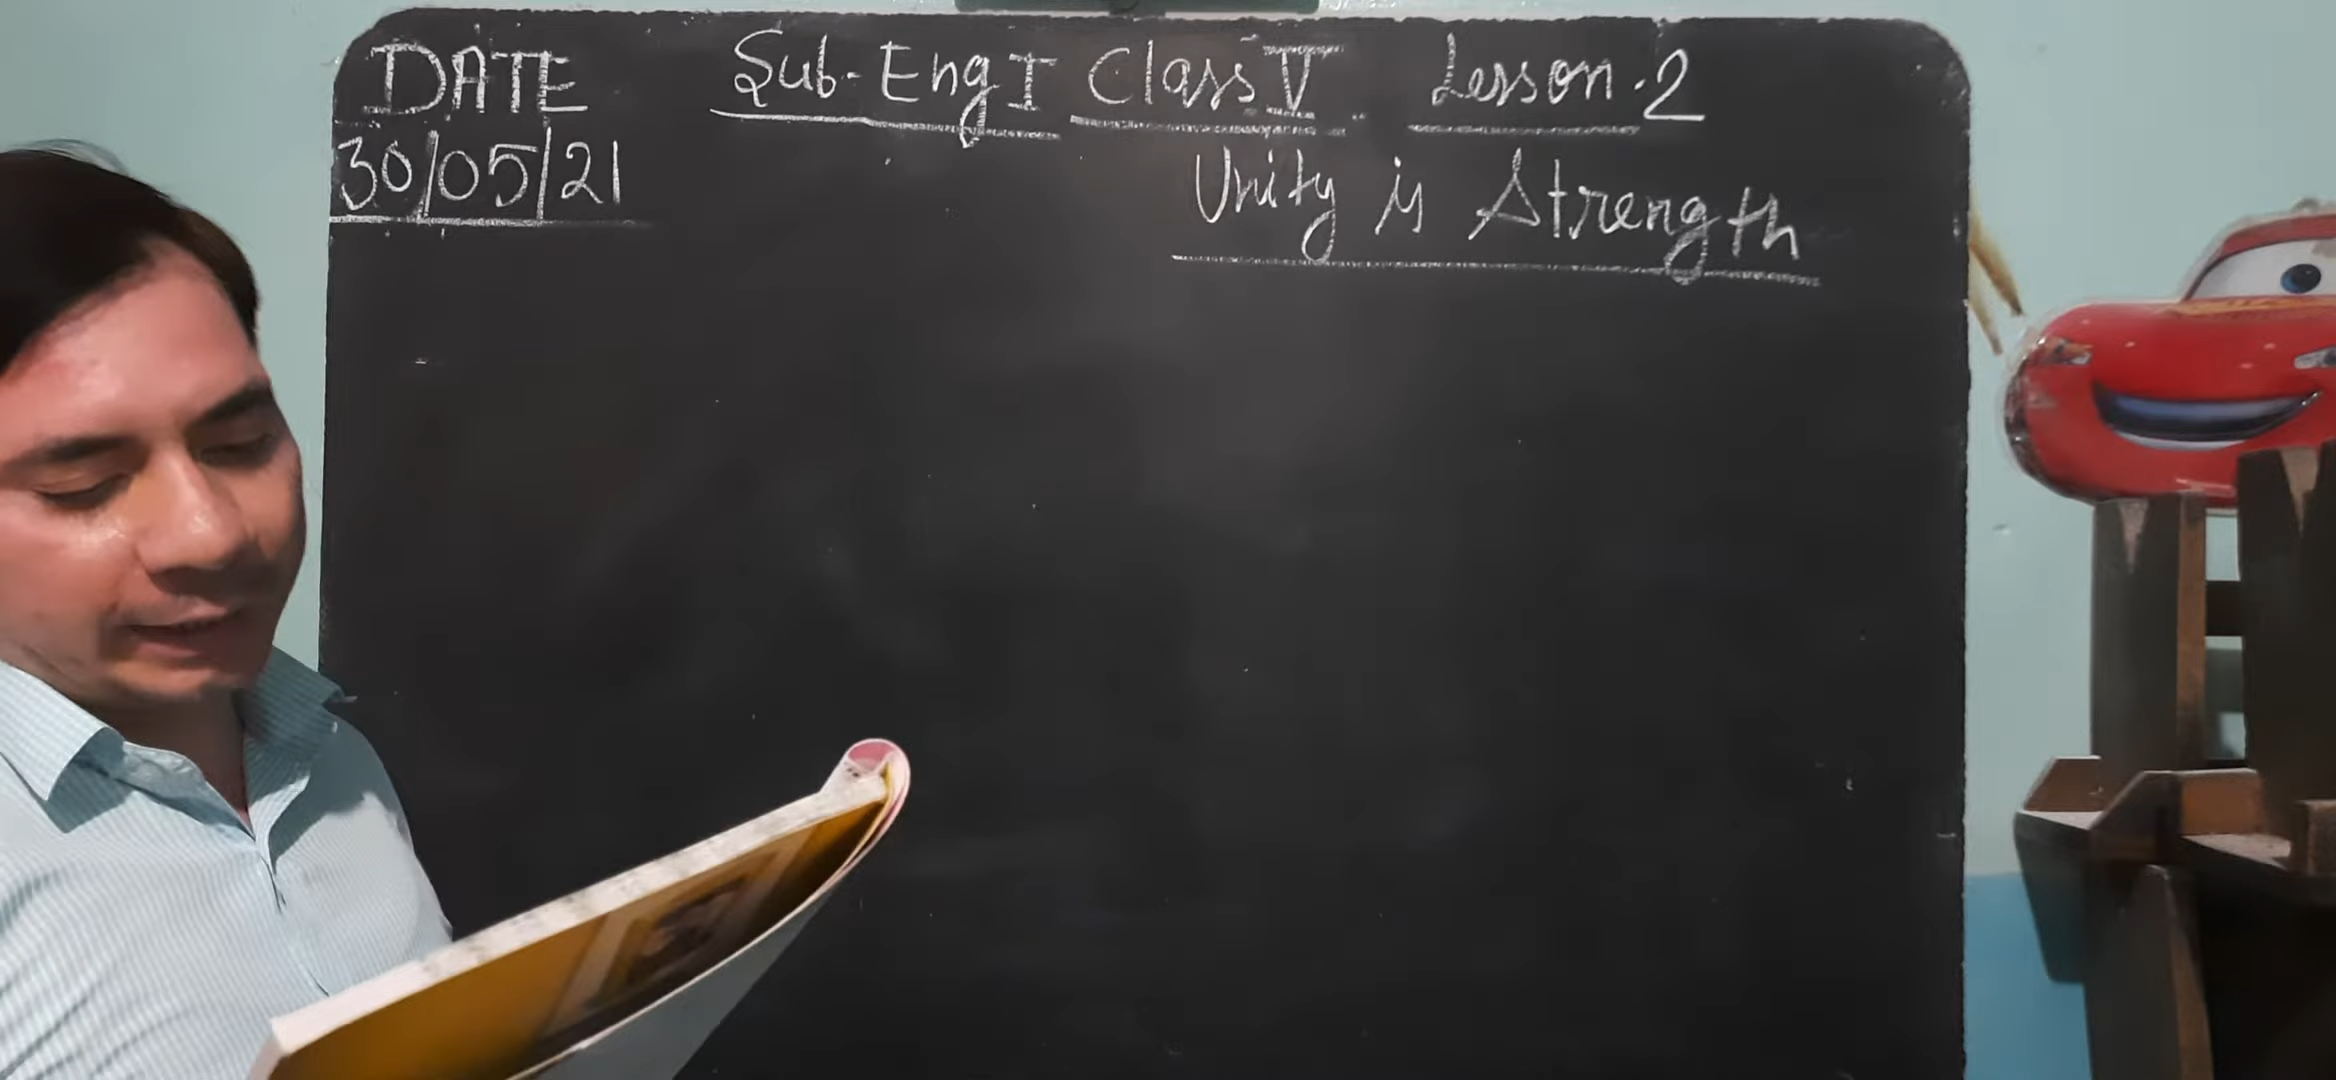 DATE Sub-Eng I Class V Lesson-2
30/05/21 Unity is Strength